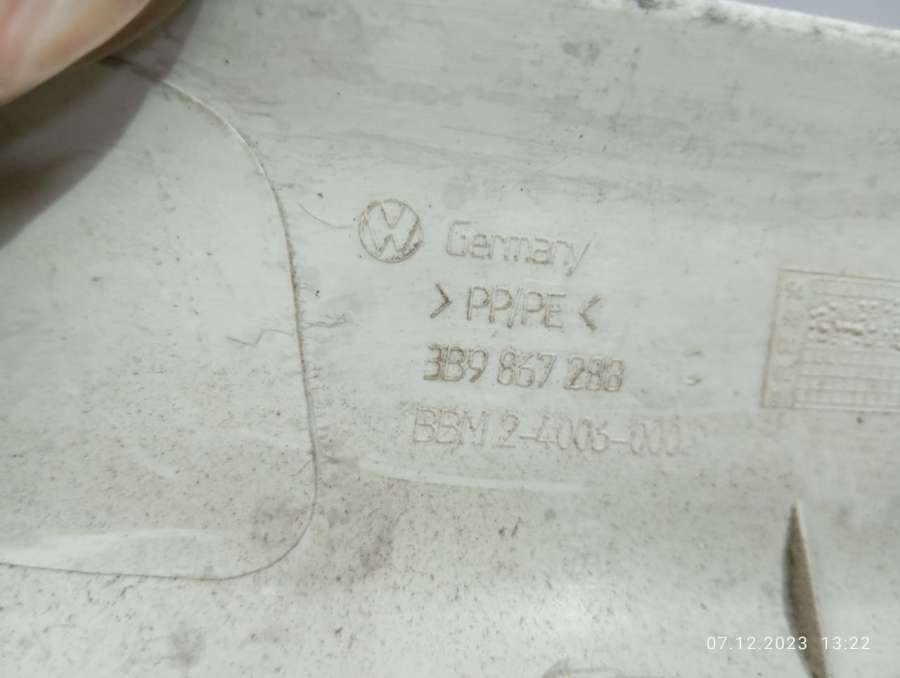 Germany
> PP/PE <
3B9 867 288
BBM 2-4006-000
07.12.2023 13:22